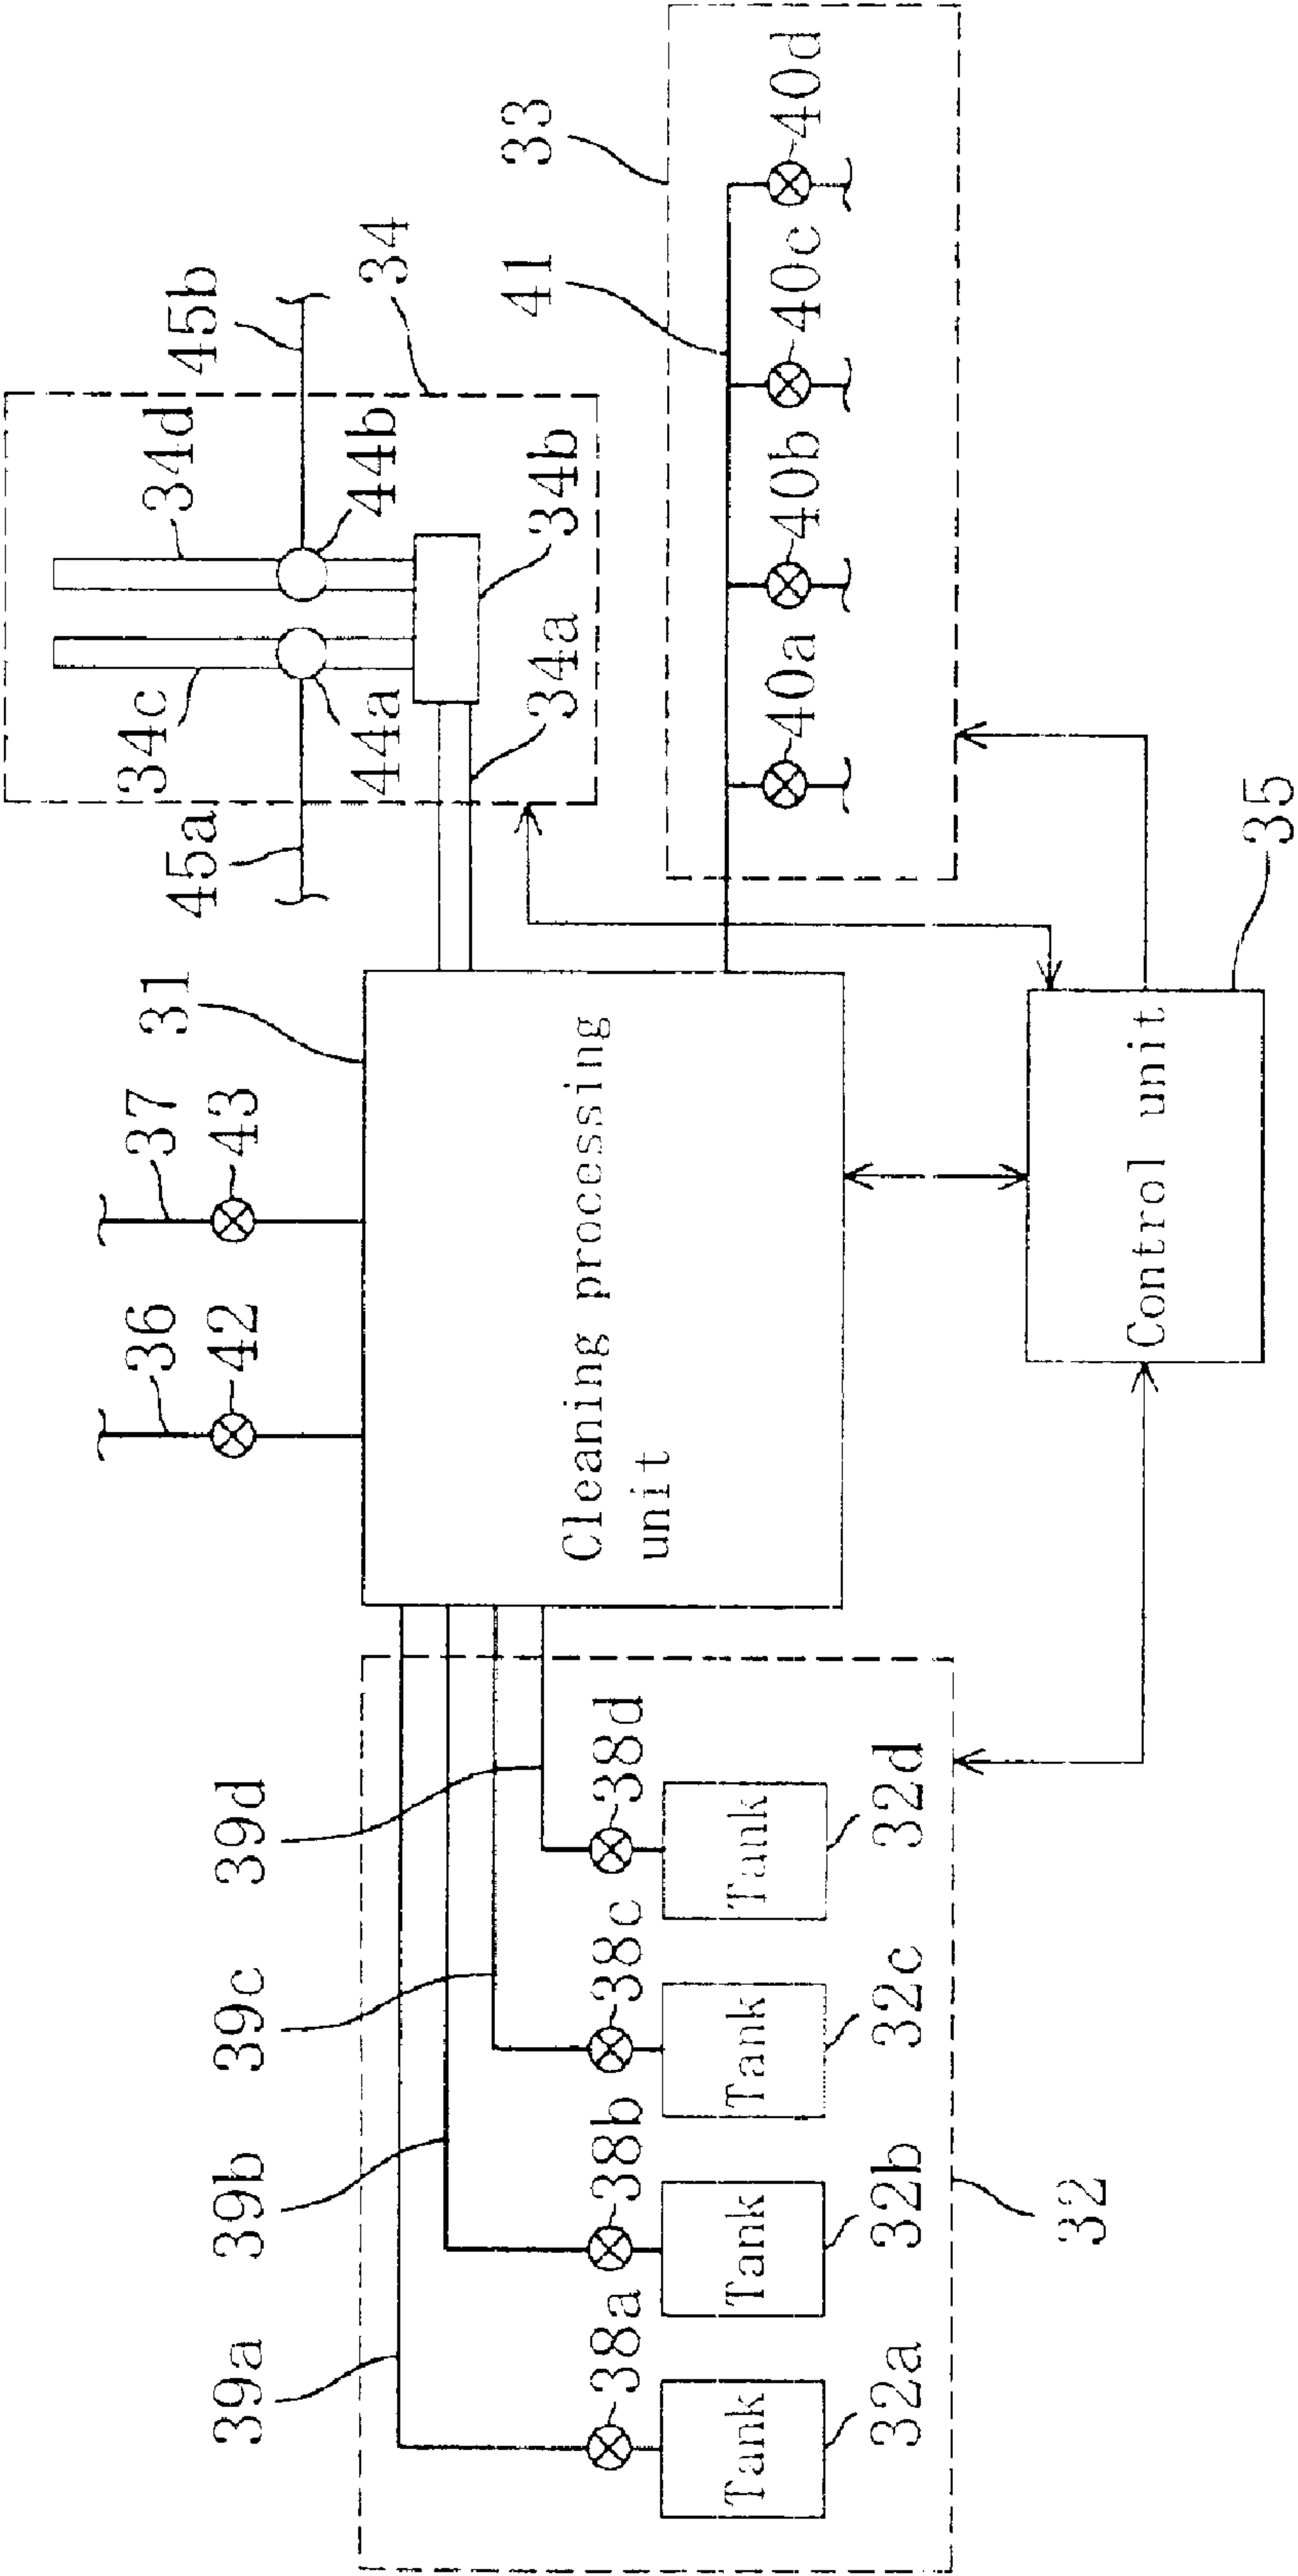 45a
34c
34d
45b
44a
44b
34
34a
34b
36
37
42
43
31
41
33
39a
39b
39c
39d
Cleaning processing
unit
38a
38b
38c
38d
40a
40b
40c
40d
Tank
Tank
Tank
Tank
32a
32b
32c
32d
32
Control unit
35